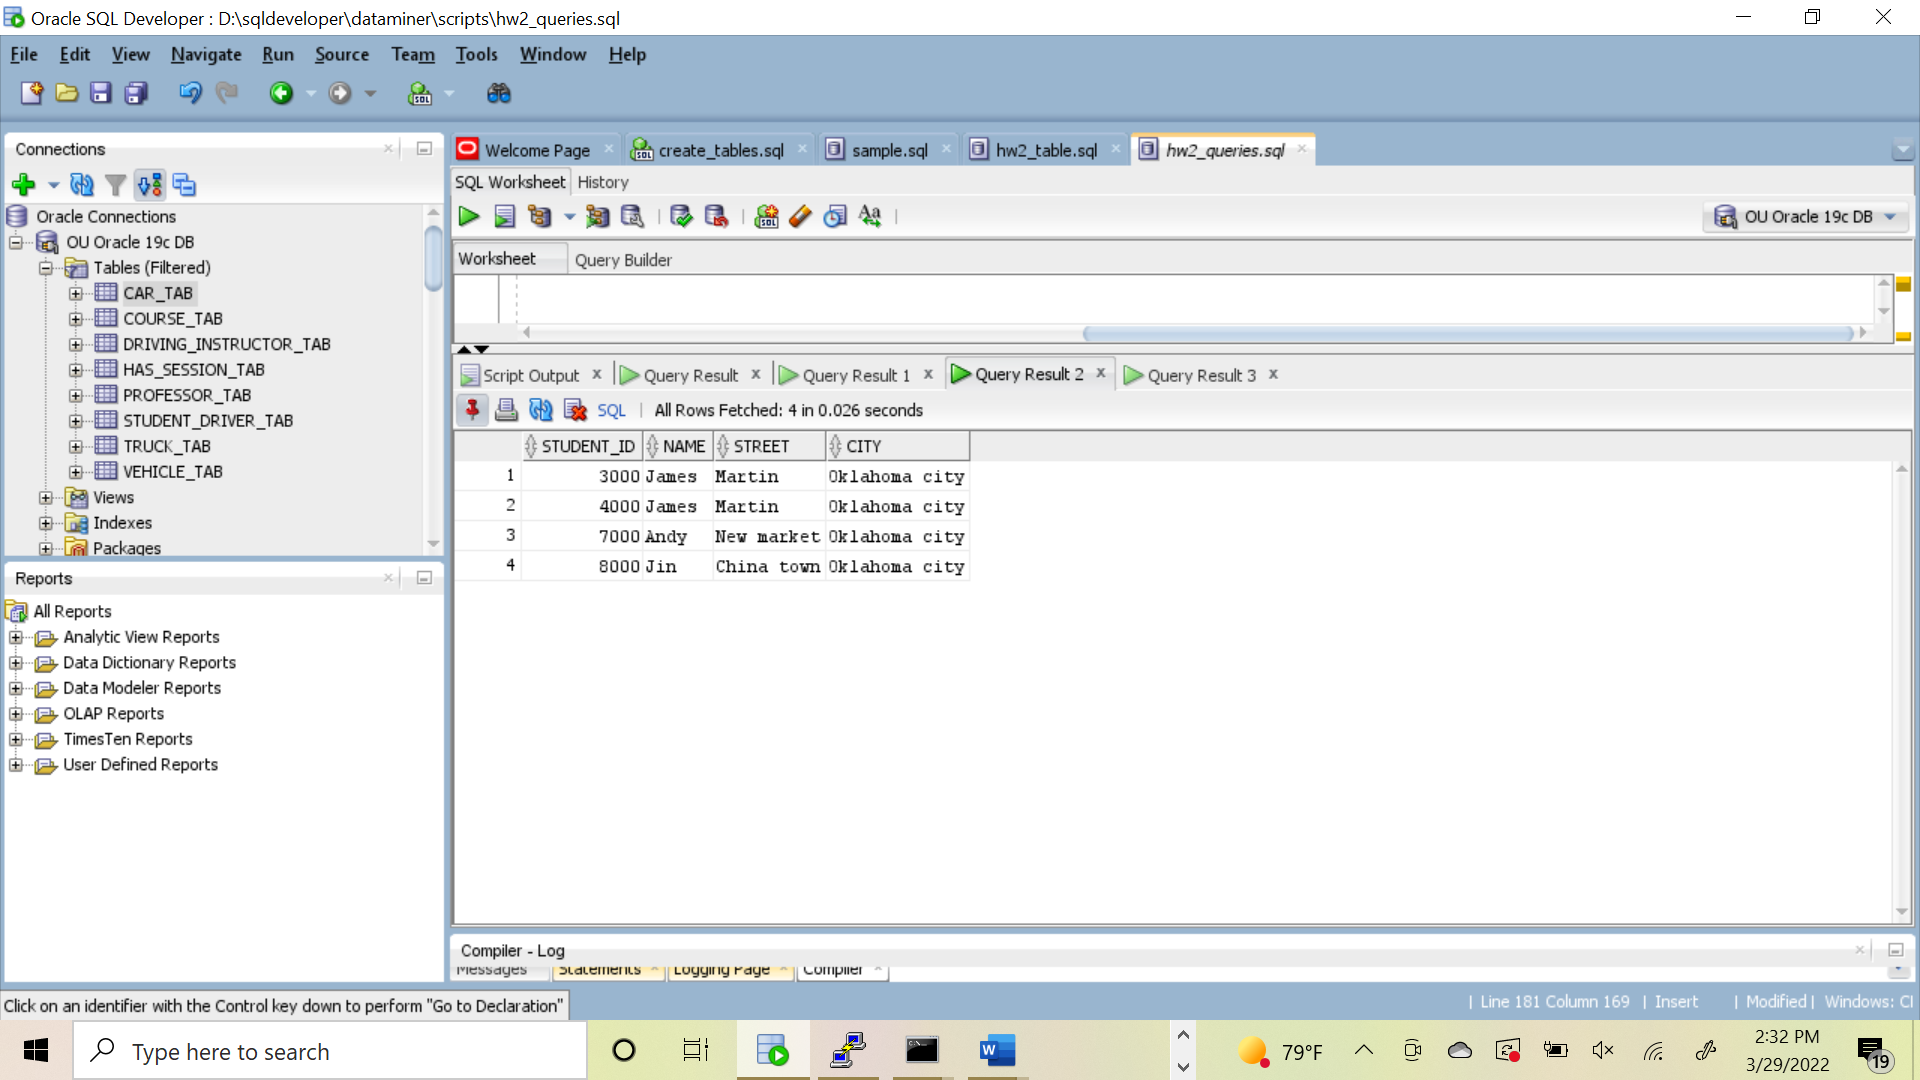 Oracle SQL Developer : D:\sqldeveloper\dataminer\scripts\hw2_queries.sql
File Edit View Navigate Run Source Team Tools Window Help
Connections
Oracle Connections
OU Oracle 19c DB
Tables (Filtered)
CAR_TAB
COURSE_TAB
DRIVING_INSTRUCTOR_TAB
HAS_SESSION_TAB
PROFESSOR_TAB
STUDENT_DRIVER_TAB
TRUCK_TAB
VEHICLE_TAB
Views
Indexes
Packages
Reports
All Reports
Analytic View Reports
Data Dictionary Reports
Data Modeler Reports
OLAP Reports
TimesTen Reports
User Defined Reports
Welcome Page create_tables.sql sample.sql hw2_table.sql hw2_queries.sql
SQL Worksheet History
OU Oracle 19c DB
Worksheet Query Builder
Script Output Query Result Query Result 1 Query Result 2 Query Result 3
SQL All Rows Fetched: 4 in 0.026 seconds
STUDENT_ID NAME STREET CITY
1 3000 James Martin Oklahoma city
2 4000 James Martin Oklahoma city
3 7000 Andy New market Oklahoma city
4 8000 Jin China town Oklahoma city
Compiler - Log
Messages Statements Logging Page Compiler
Click on an identifier with the Control key down to perform "Go to Declaration"
Line 181 Column 169 Insert Modified Windows: Cl
Type here to search
79°F
2:32 PM
3/29/2022
19